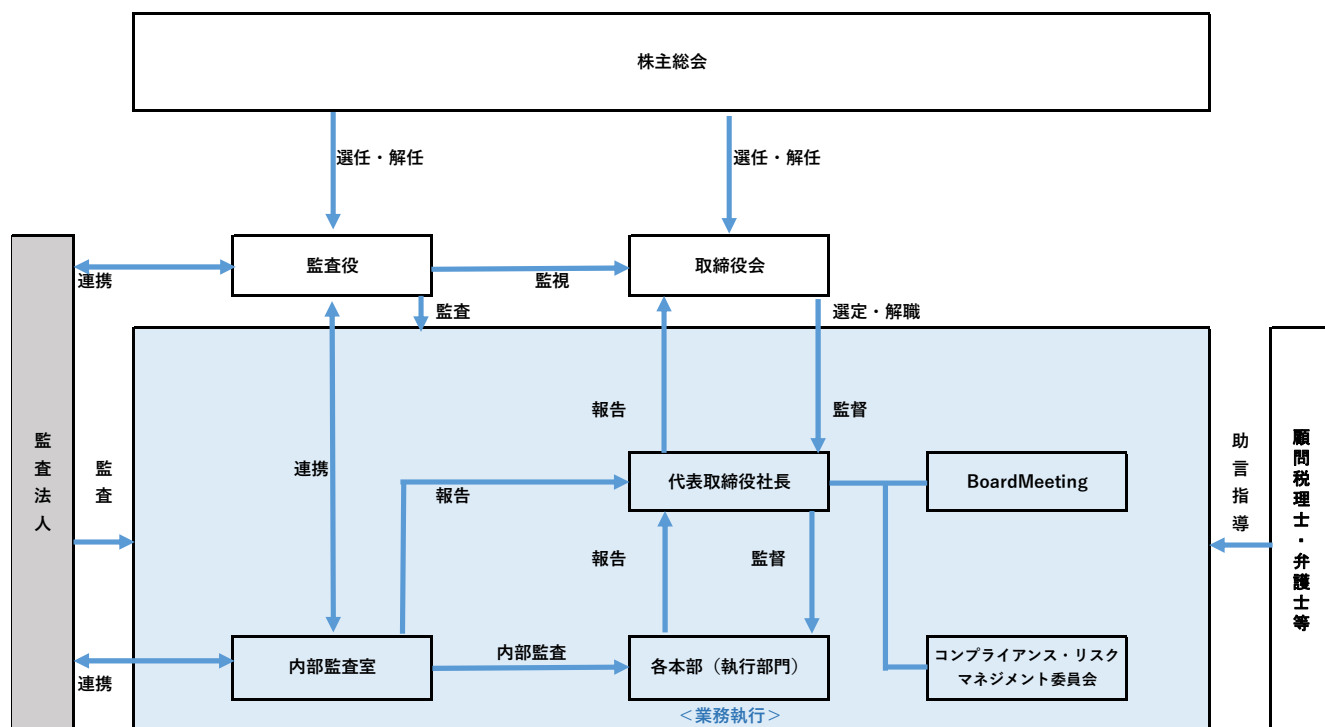 株主総会
選任・解任
選任・解任
監査役
取締役会
連携
監視
監査
選定・解職
監査法人
監査
報告
監督
連携
報告
代表取締役社長
BoardMeeting
助言指導
顧問税理士・弁護士等
報告
監督
内部監査室
内部監査
各本部（執行部門）
コンプライアンス・リスク
マネジメント委員会
連携
＜業務執行＞